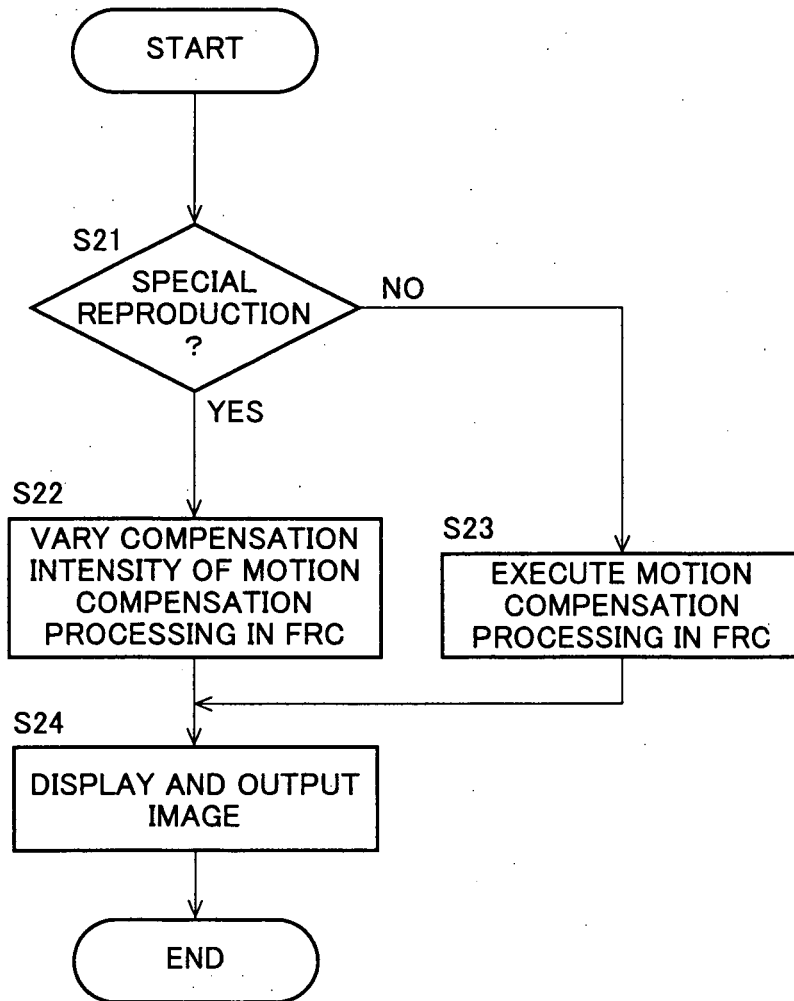 START
S21
SPECIAL
REPRODUCTION
?
NO
YES
S22
VARY COMPENSATION
INTENSITY OF MOTION
COMPENSATION
PROCESSING IN FRC
S23
EXECUTE MOTION
COMPENSATION
PROCESSING IN FRC
S24
DISPLAY AND OUTPUT
IMAGE
END